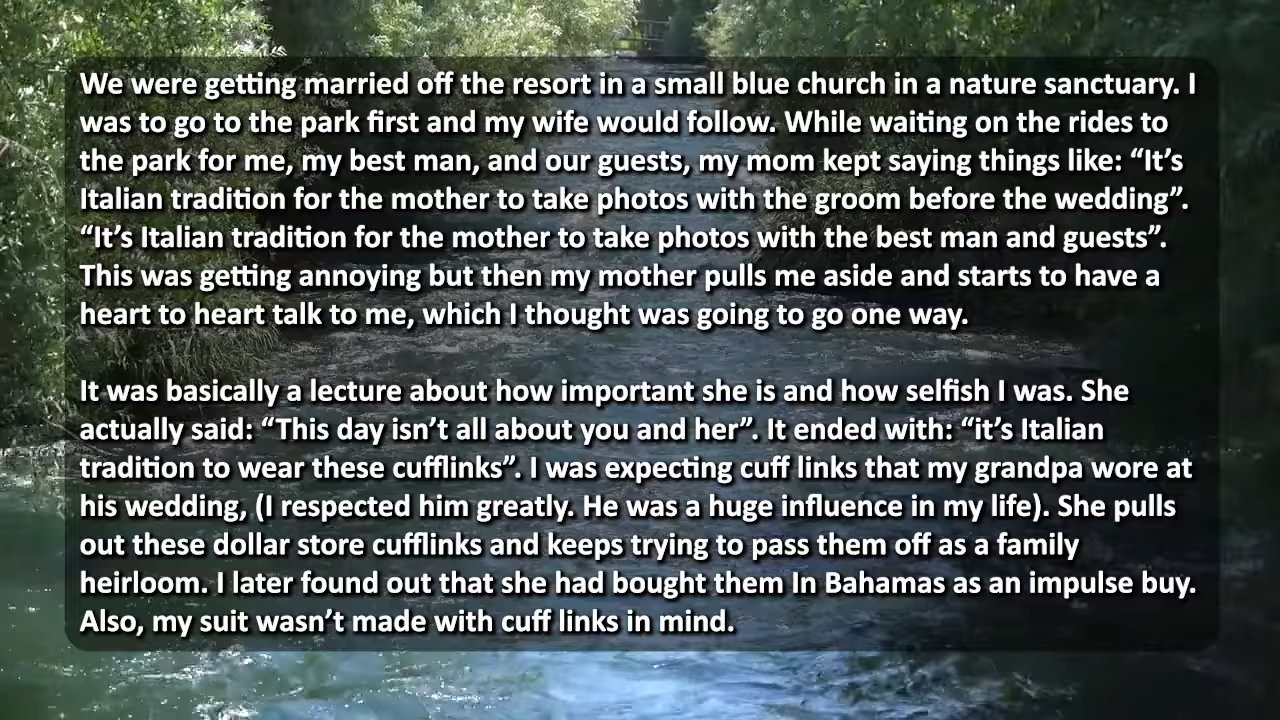 We were getting married off the resort in a small blue church in a nature sanctuary. I
was to go to the park first and my wife would follow. While waiting on the rides to
the park for me, my best man, and our guests, my mom kept saying things like: “It’s
Italian tradition for the mother to take photos with the groom before the wedding”.
“It’s Italian tradition for the mother to take photos with the best man and guests”.
This was getting annoying but then my mother pulls me aside and starts to have a
heart to heart talk to me, which I thought was going to go one way.
It was basically a lecture about how important she is and how selfish I was. She
actually said: “This day isn’t all about you and her”. It ended with: “it’s Italian
tradition to wear these cufflinks”. I was expecting cuff links that my grandpa wore at
his wedding, (I respected him greatly. He was a huge influence in my life). She pulls
out these dollar store cufflinks and keeps trying to pass them off as a family
heirloom. I later found out that she had bought them In Bahamas as an impulse buy.
Also, my suit wasn’t made with cuff links in mind.